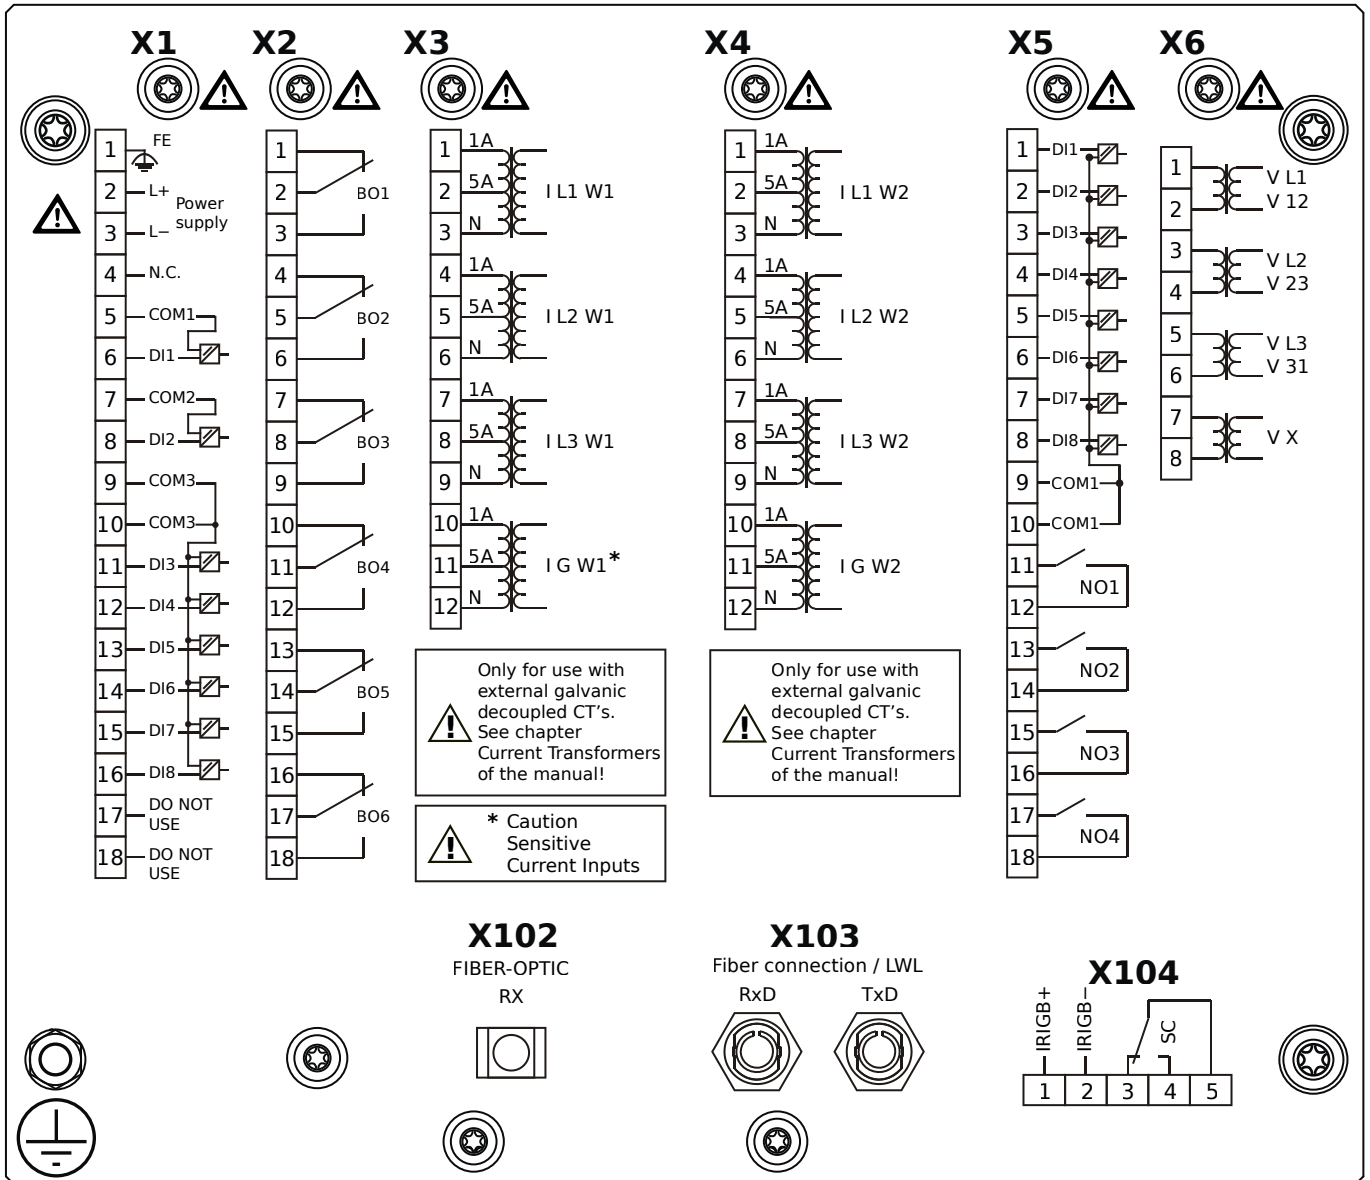 X1 X2 X3 X4 X5 X6
1 FE
2 L+ Power
supply
3 L−
4 N.C.
5 COM1
6 DI1
7 COM2
8 DI2
9 COM3
10 COM3
11 DI3
12 DI4
13 DI5
14 DI6
15 DI7
16 DI8
17 DO NOT
USE
18 DO NOT
USE
1
2 BO1
3
4
5 BO2
6
7
8 BO3
9
10
11 BO4
12
13
14 BO5
15
16
17 BO6
18
1 1A
2 5A I L1 W1
3 N
4 1A
5 5A I L2 W1
6 N
7 1A
8 5A I L3 W1
9 N
10 1A
11 5A I G W1*
12 N
Only for use with
external galvanic
decoupled CT's.
See chapter
Current Transformers
of the manual!
* Caution
Sensitive
Current Inputs
1 1A
2 5A I L1 W2
3 N
4 1A
5 5A I L2 W2
6 N
7 1A
8 5A I L3 W2
9 N
10 1A
11 5A I G W2
12 N
Only for use with
external galvanic
decoupled CT's.
See chapter
Current Transformers
of the manual!
1 DI1
2 DI2
3 DI3
4 DI4
5 DI5
6 DI6
7 DI7
8 DI8
9 COM1
10 COM1
11
NO1
12
13
NO2
14
15
NO3
16
17
NO4
18
1 V L1
2 V 12
3 V L2
4 V 23
5 V L3
6 V 31
7
V X
8
X102
FIBER-OPTIC
RX
X103
Fiber connection / LWL
RxD TxD
X104
IRIGB+ IRIGB− SC
1 2 3 4 5